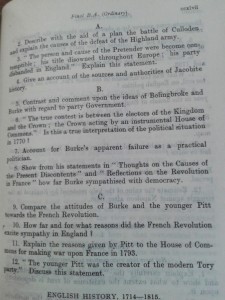 Final B.A. (Ordinary).
A.
2. Describe with the aid of a plan the battle of Culloden
and explain the causes of the defeat of the Highland army.
3. "The person and cause of the Pretender were become con-
temptible; his title disowned throughout Europe; his party
disbanded in England." Explain this statement.
4. Give an account of the sources and authorities of Jacobite
history.
B.
5. Contrast and comment upon the ideas of Bolingbroke and
Burke with regard to party Government.
6. "The true contest is between the electors of the Kingdom
and the Crown; the Crown acting by an instrumental House of
Commons." Is this a true interpretation of the political situation
in 1770?
7. Account for Burke's apparent failure as a practical
politician.
8. Shew from his statements in "Thoughts on the Causes of
the Present Discontents" and "Reflections on the Revolution
in France" how far Burke sympathised with democracy.
C.
9. Compare the attitudes of Burke and the younger Pitt
towards the French Revolution.
10. How far and for what reasons did the French Revolution
excite sympathy in England?
11. Explain the reasons given by Pitt to the House of Com-
mons for making war upon France in 1793.
12. "The younger Pitt was the creator of the modern Tory
party." Discuss this statement.
ENGLISH HISTORY, 1714—1815.